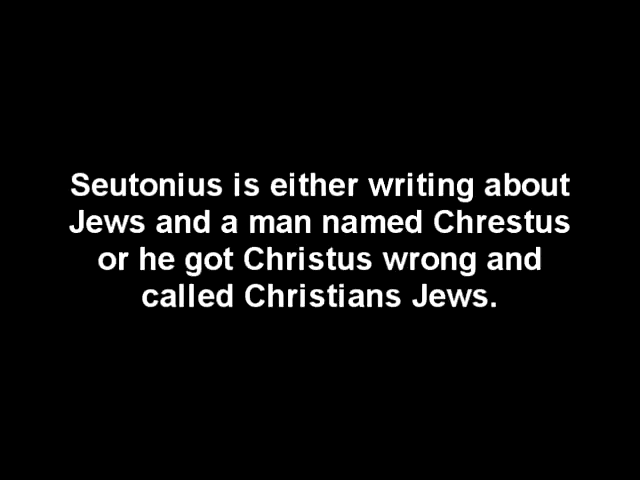 Seutonius is either writing about
Jews and a man named Chrestus
or he got Christus wrong and
called Christians Jews.